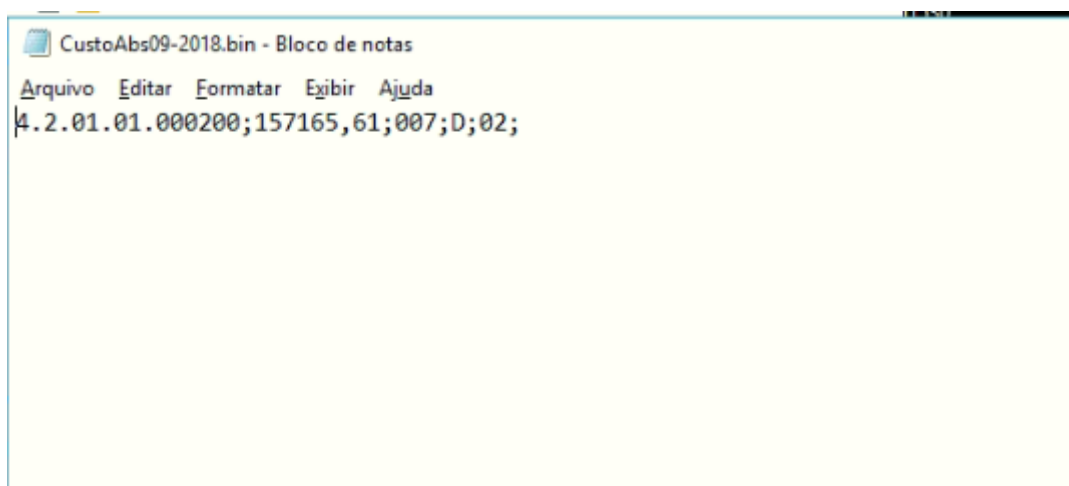 CustoAbs09-2018.bin - Bloco de notas
Arquivo Editar Formatar Exibir Ajuda
4.2.01.01.000200;157165,61;007;D;02;